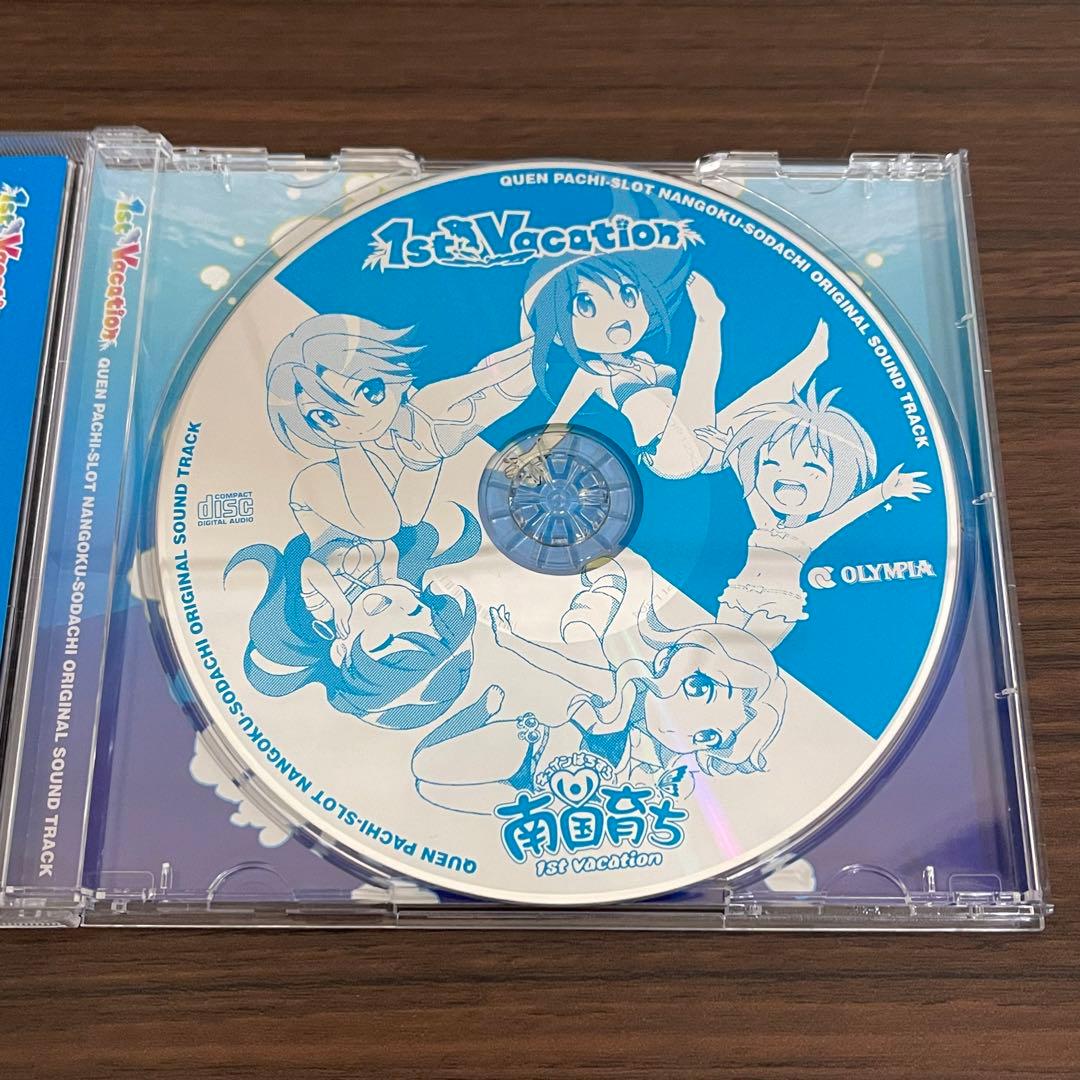 1st Vacation
1st Vacation
QUEN PACHI-SLOT NANGOKU-SODACHI ORIGINAL SOUND TRACK
QUEN PACHI-SLOT NANGOKU-SODACHI ORIGINAL SOUND TRACK
1st Vacation
COMPACT
disc
DIGITAL AUDIO
OLYMPIA
QUEN PACHI-SLOT NANGOKU-SODACHI ORIGINAL SOUND TRACK
南国育ち
1st vacation